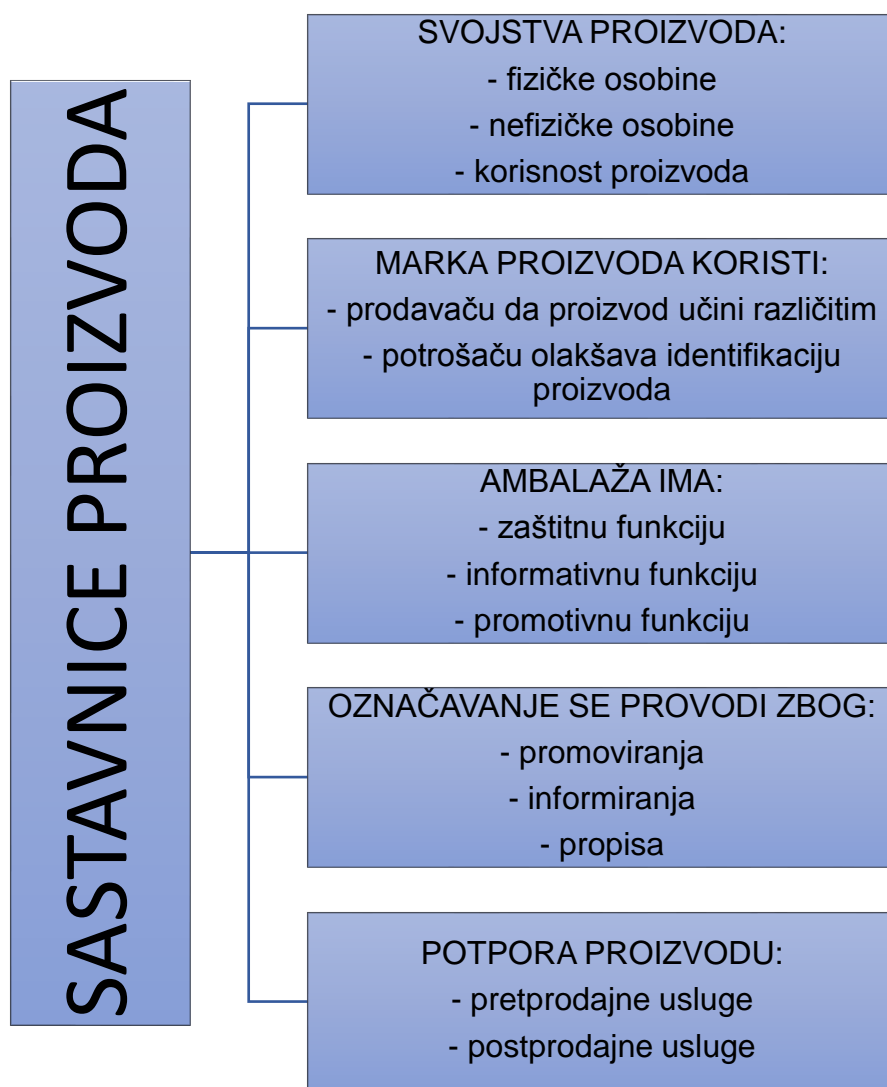 SASTAVNICE PROIZVODA
SVOJSTVA PROIZVODA:
- fizičke osobine
- nefizičke osobine
- korisnost proizvoda
MARKA PROIZVODA KORISTI:
- prodavaču da proizvod učini različitim
- potrošaču olakšava identifikaciju
proizvoda
AMBALAŽA IMA:
- zaštitnu funkciju
- informativnu funkciju
- promotivnu funkciju
OZNAČAVANJE SE PROVODI ZBOG:
- promoviranja
- informiranja
- propisa
POTPORA PROIZVODU:
- pretprodajne usluge
- postprodajne usluge